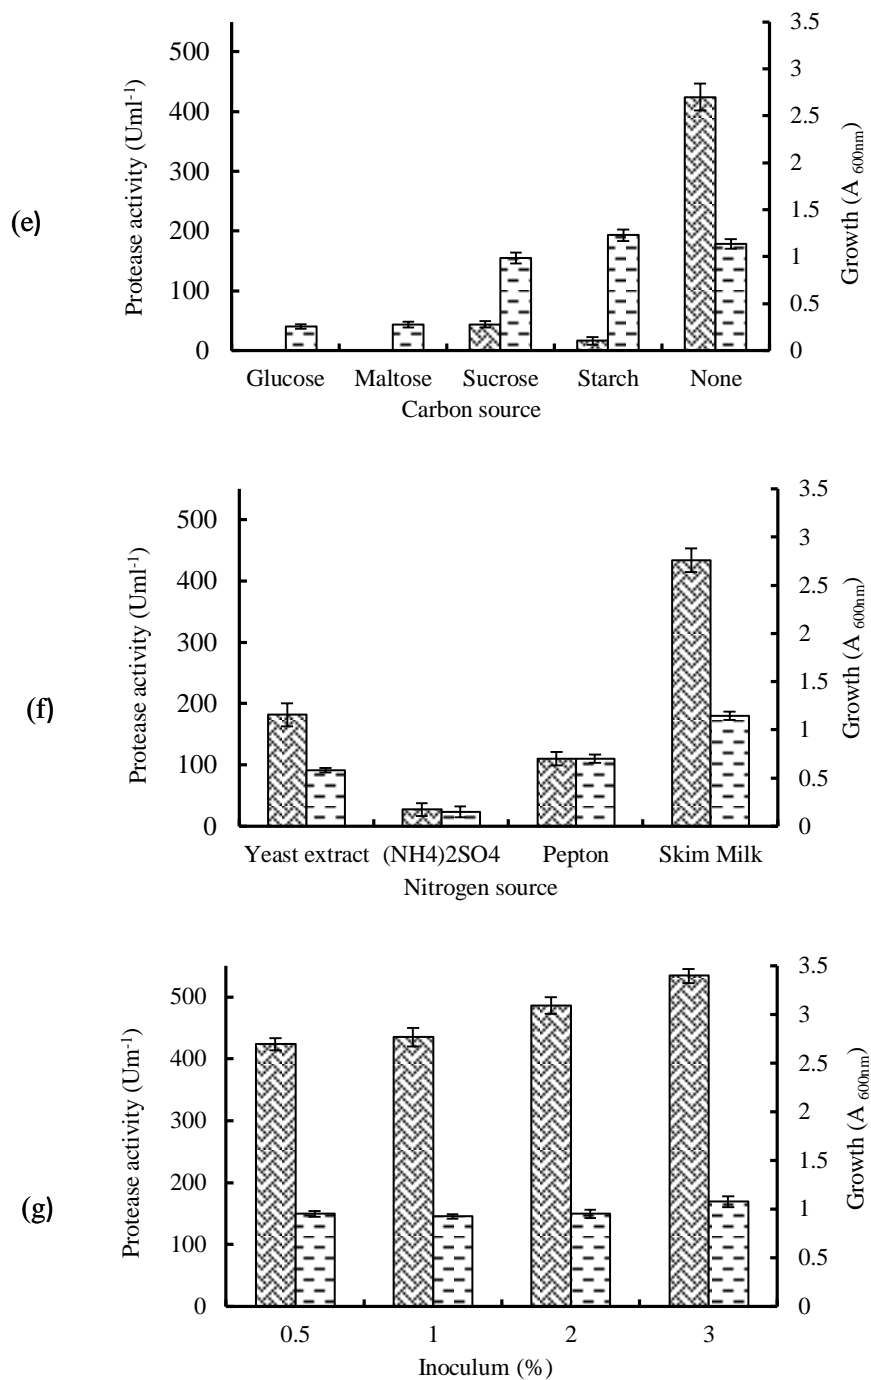 (e)
Protease activity (Uml-1)
500
400
300
200
100
0
3.5
3
2.5
2
1.5
1
0.5
0
Growth (A 600nm)
Glucose Maltose Sucrose Starch None
Carbon source
(f)
Protease activity (Uml-1)
500
400
300
200
100
0
3.5
3
2.5
2
1.5
1
0.5
0
Growth (A 600nm)
Yeast extract (NH4)2SO4 Pepton Skim Milk
Nitrogen source
(g)
Protease activity (Um-1)
500
400
300
200
100
0
3.5
3
2.5
2
1.5
1
0.5
0
Growth (A 600nm)
0.5 1 2 3
Inoculum (%)